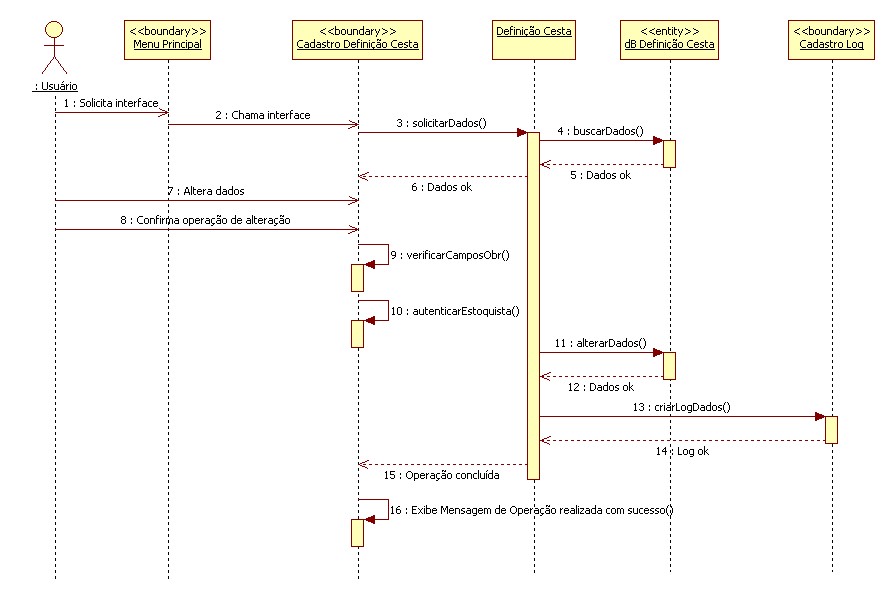 <<boundary>>
Menu Principal
<<boundary>>
Cadastro Definição Cesta
Definição Cesta
<<entity>>
dB Definição Cesta
<<boundary>>
Cadastro Log
: Usuário
1 : Solicita interface
2 : Chama interface
3 : solicitarDados()
4 : buscarDados()
5 : Dados ok
6 : Dados ok
7 : Altera dados
8 : Confirma operação de alteração
9 : verificarCamposObr()
10 : autenticarEstoquista()
11 : alterarDados()
12 : Dados ok
13 : criarLogDados()
14 : Log ok
15 : Operação concluída
16 : Exibe Mensagem de Operação realizada com sucesso()